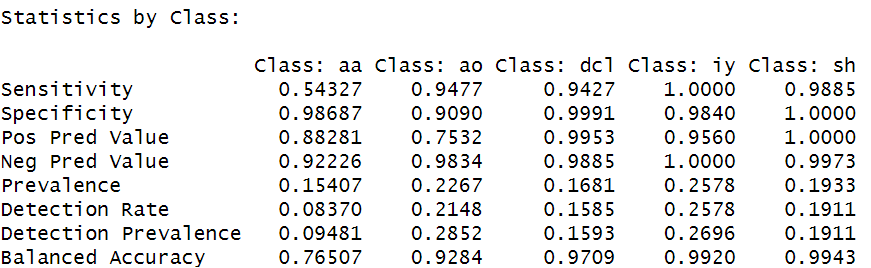 Statistics by Class:
Class: aa Class: ao Class: dcl Class: iy Class: sh
Sensitivity 0.54327 0.9477 0.9427 1.0000 0.9885
Specificity 0.98687 0.9090 0.9991 0.9840 1.0000
Pos Pred Value 0.88281 0.7532 0.9953 0.9560 1.0000
Neg Pred Value 0.92226 0.9834 0.9885 1.0000 0.9973
Prevalence 0.15407 0.2267 0.1681 0.2578 0.1933
Detection Rate 0.08370 0.2148 0.1585 0.2578 0.1911
Detection Prevalence 0.09481 0.2852 0.1593 0.2696 0.1911
Balanced Accuracy 0.76507 0.9284 0.9709 0.9920 0.9943